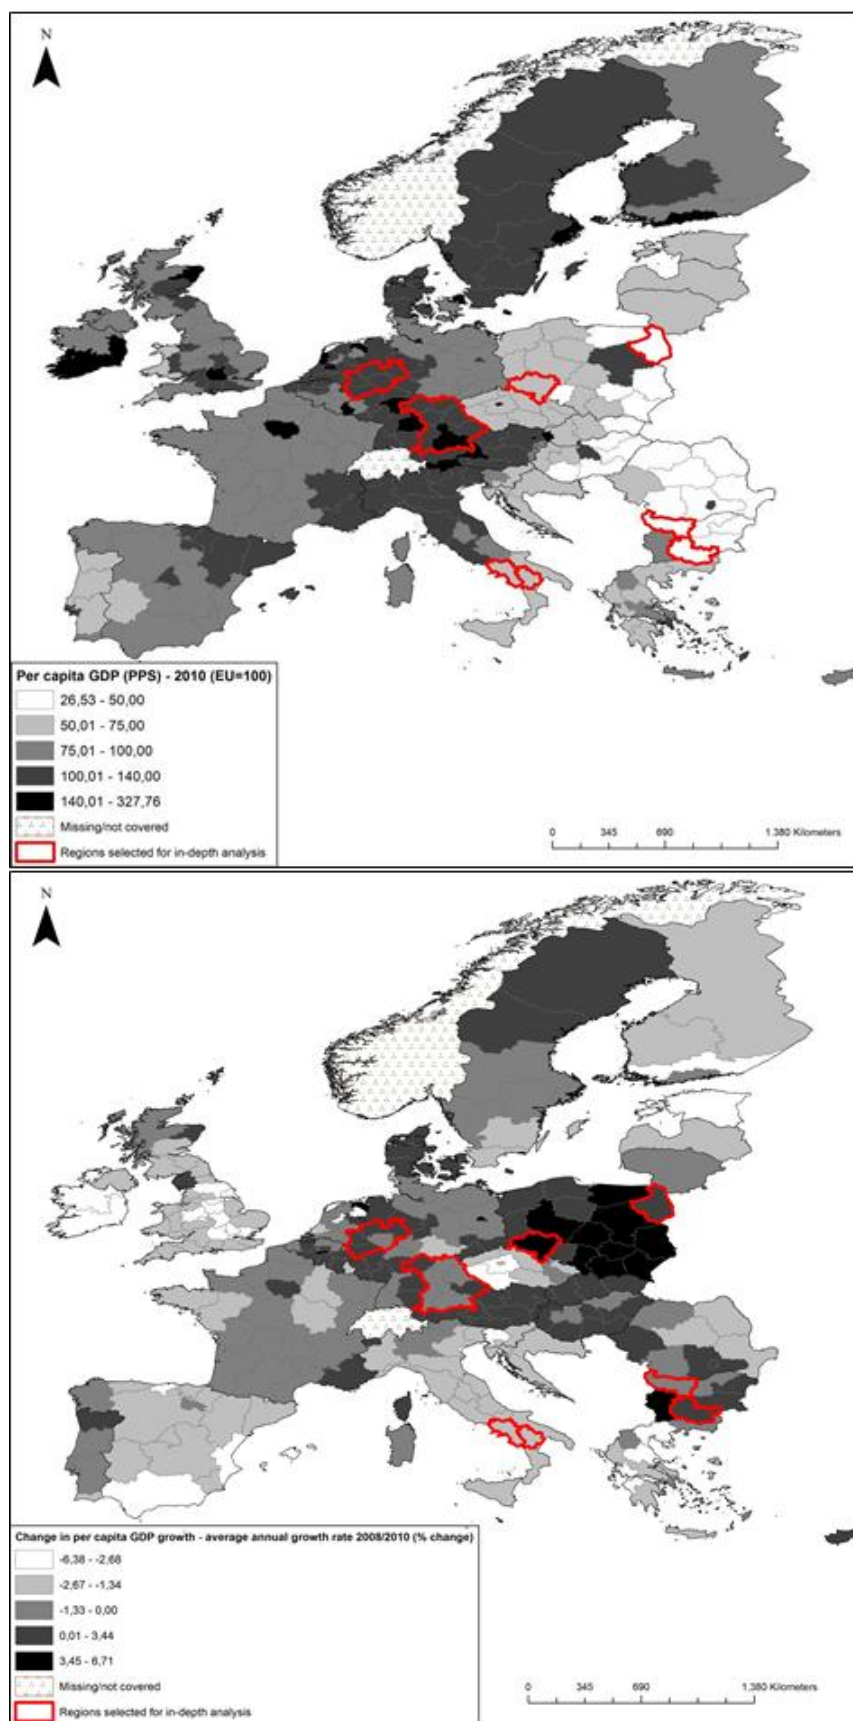 N
Per capita GDP (PPS) - 2010 (EU=100)
26,53 - 50,00
50,01 - 75,00
75,01 - 100,00
100,01 - 140,00
140,01 - 327,76
Missing/not covered
Regions selected for in-depth analysis
0 345 690 1.380 Kilometers
N
Change in per capita GDP growth - average annual growth rate 2008/2010 (% change)
-6,38 - -2,68
-2,67 - -1,34
-1,33 - 0,00
0,01 - 3,44
3,45 - 6,71
Missing/not covered
Regions selected for in-depth analysis
0 345 690 1,380 Kilometers